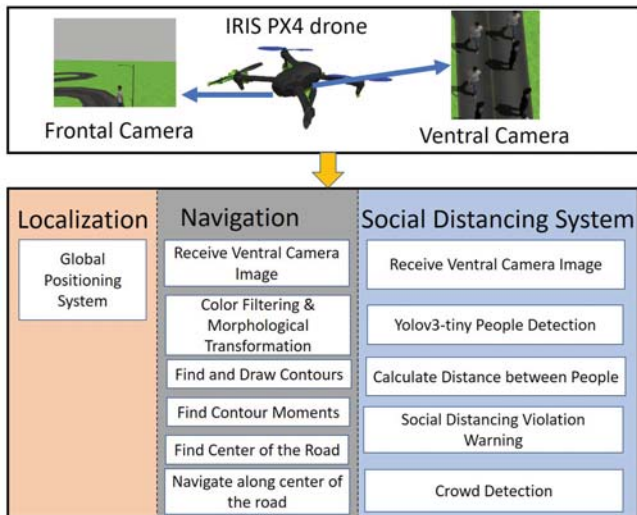 IRIS PX4 drone
Frontal Camera
Ventral Camera
Localization
Global
Positioning
System
Navigation
Receive Ventral Camera
Image
Color Filtering &
Morphological
Transformation
Find and Draw Contours
Find Contour Moments
Find Center of the Road
Navigate along center of
the road
Social Distancing System
Receive Ventral Camera Image
Yolov3-tiny People Detection
Calculate Distance between People
Social Distancing Violation
Warning
Crowd Detection